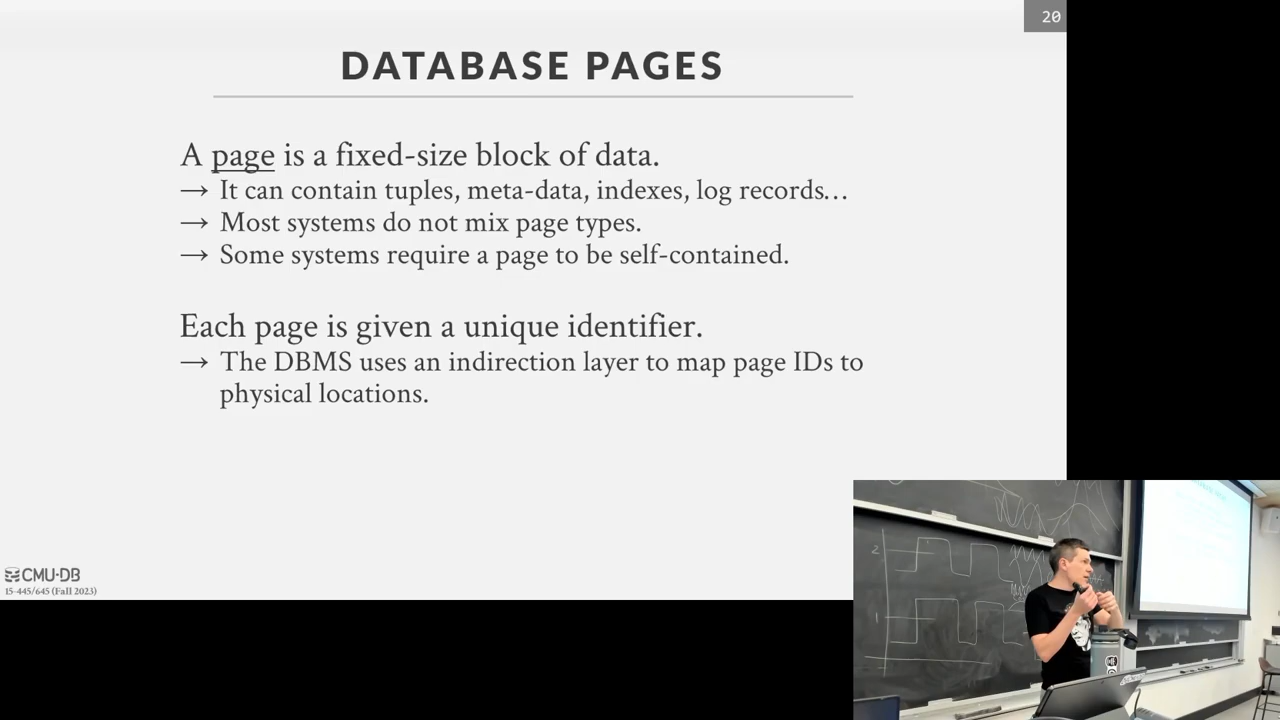 20
DATABASE PAGES
A page is a fixed-size block of data.
→ It can contain tuples, meta-data, indexes, log records…
→ Most systems do not mix page types.
→ Some systems require a page to be self-contained.
Each page is given a unique identifier.
→ The DBMS uses an indirection layer to map page IDs to
physical locations.
CMU·DB
15-445/645 (Fall 2023)
2
1